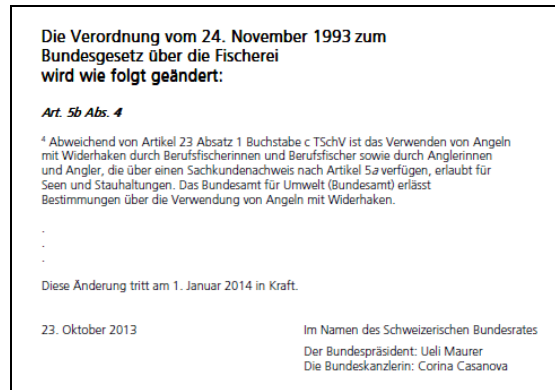 Die Verordnung vom 24. November 1993 zum
Bundesgesetz über die Fischerei
wird wie folgt geändert:
Art. 5b Abs. 4
4 Abweichend von Artikel 23 Absatz 1 Buchstabe c TSchV ist das Verwenden von Angeln
mit Widerhaken durch Berufsfischerinnen und Berufsfischer sowie durch Anglerinnen
und Angler, die über einen Sachkundenachweis nach Artikel 5a verfügen, erlaubt für
Seen und Stauhaltungen. Das Bundesamt für Umwelt (Bundesamt) erlässt
Bestimmungen über die Verwendung von Angeln mit Widerhaken.
.
.
.
Diese Änderung tritt am 1. Januar 2014 in Kraft.
23. Oktober 2013
Im Namen des Schweizerischen Bundesrates
Der Bundespräsident: Ueli Maurer
Die Bundeskanzlerin: Corina Casanova